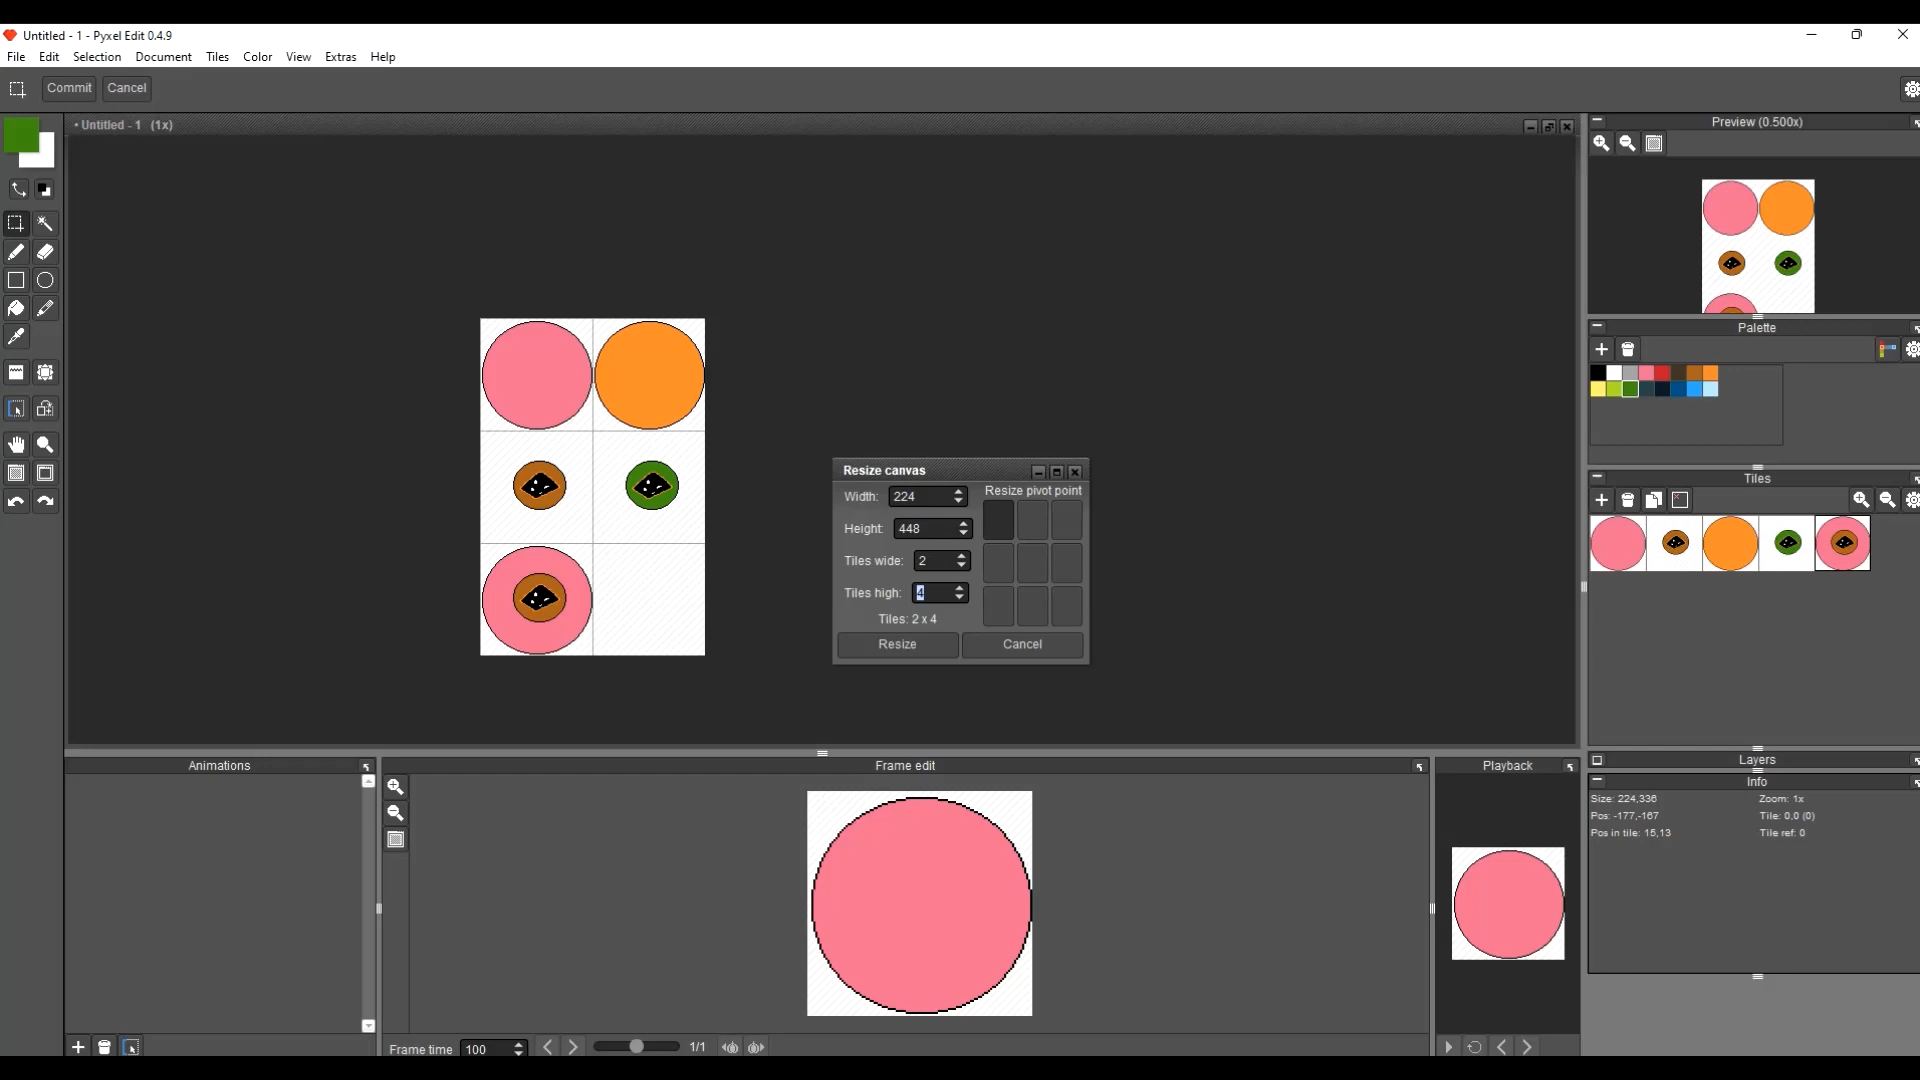 Untitled - 1 - Pyxel Edit 0.4.9
File Edit Selection Document Tiles Color View Extras Help
Commit Cancel
• Untitled - 1 (1x)
Preview (0.500x)
Palette
Resize canvas
Width: 224
Resize pivot point
Height: 448
Tiles wide: 2
Tiles high: 4
Tiles: 2 x 4
Resize Cancel
Tiles
Layers
Info
Size: 224,336 Zoom: 1x
Pos: -177,-167 Tile: 0,0 (0)
Pos in tile: 15,13 Tile ref: 0
Animations
Frame edit
Playback
Frame time 100 1/1